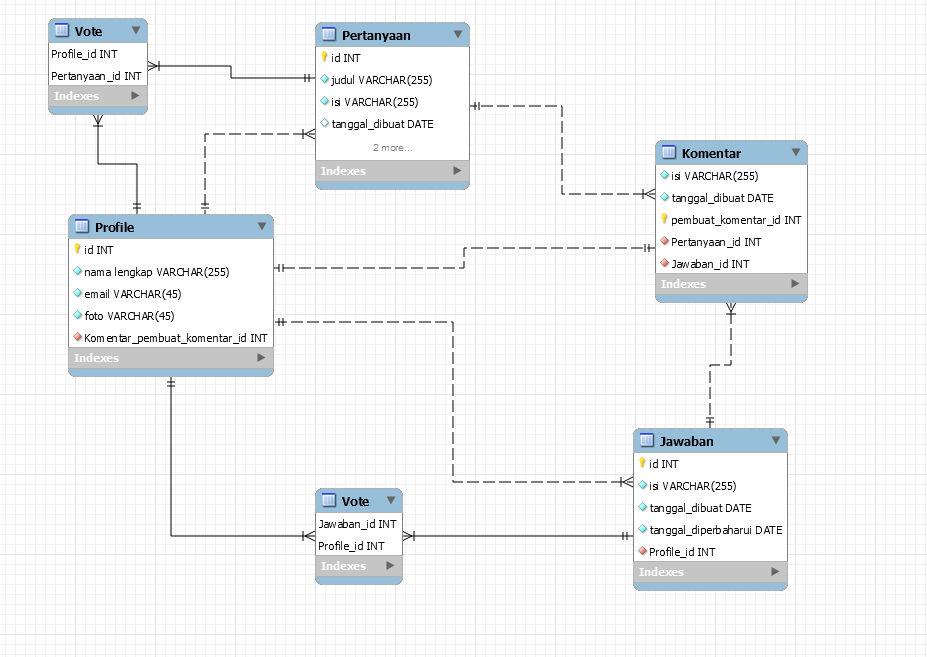 Vote
Profile_id INT
Pertanyaan_id INT
Indexes
Pertanyaan
id INT
judul VARCHAR(255)
isi VARCHAR(255)
tanggal_dibuat DATE
2 more...
Indexes
Komentar
isi VARCHAR(255)
tanggal_dibuat DATE
pembuat_komentar_id INT
Pertanyaan_id INT
Jawaban_id INT
Indexes
Profile
id INT
nama lengkap VARCHAR(255)
email VARCHAR(45)
foto VARCHAR(45)
Komentar_pembuat_komentar_id INT
Indexes
Vote
Jawaban_id INT
Profile_id INT
Indexes
Jawaban
id INT
isi VARCHAR(255)
tanggal_dibuat DATE
tanggal_diperbaharui DATE
Profile_id INT
Indexes